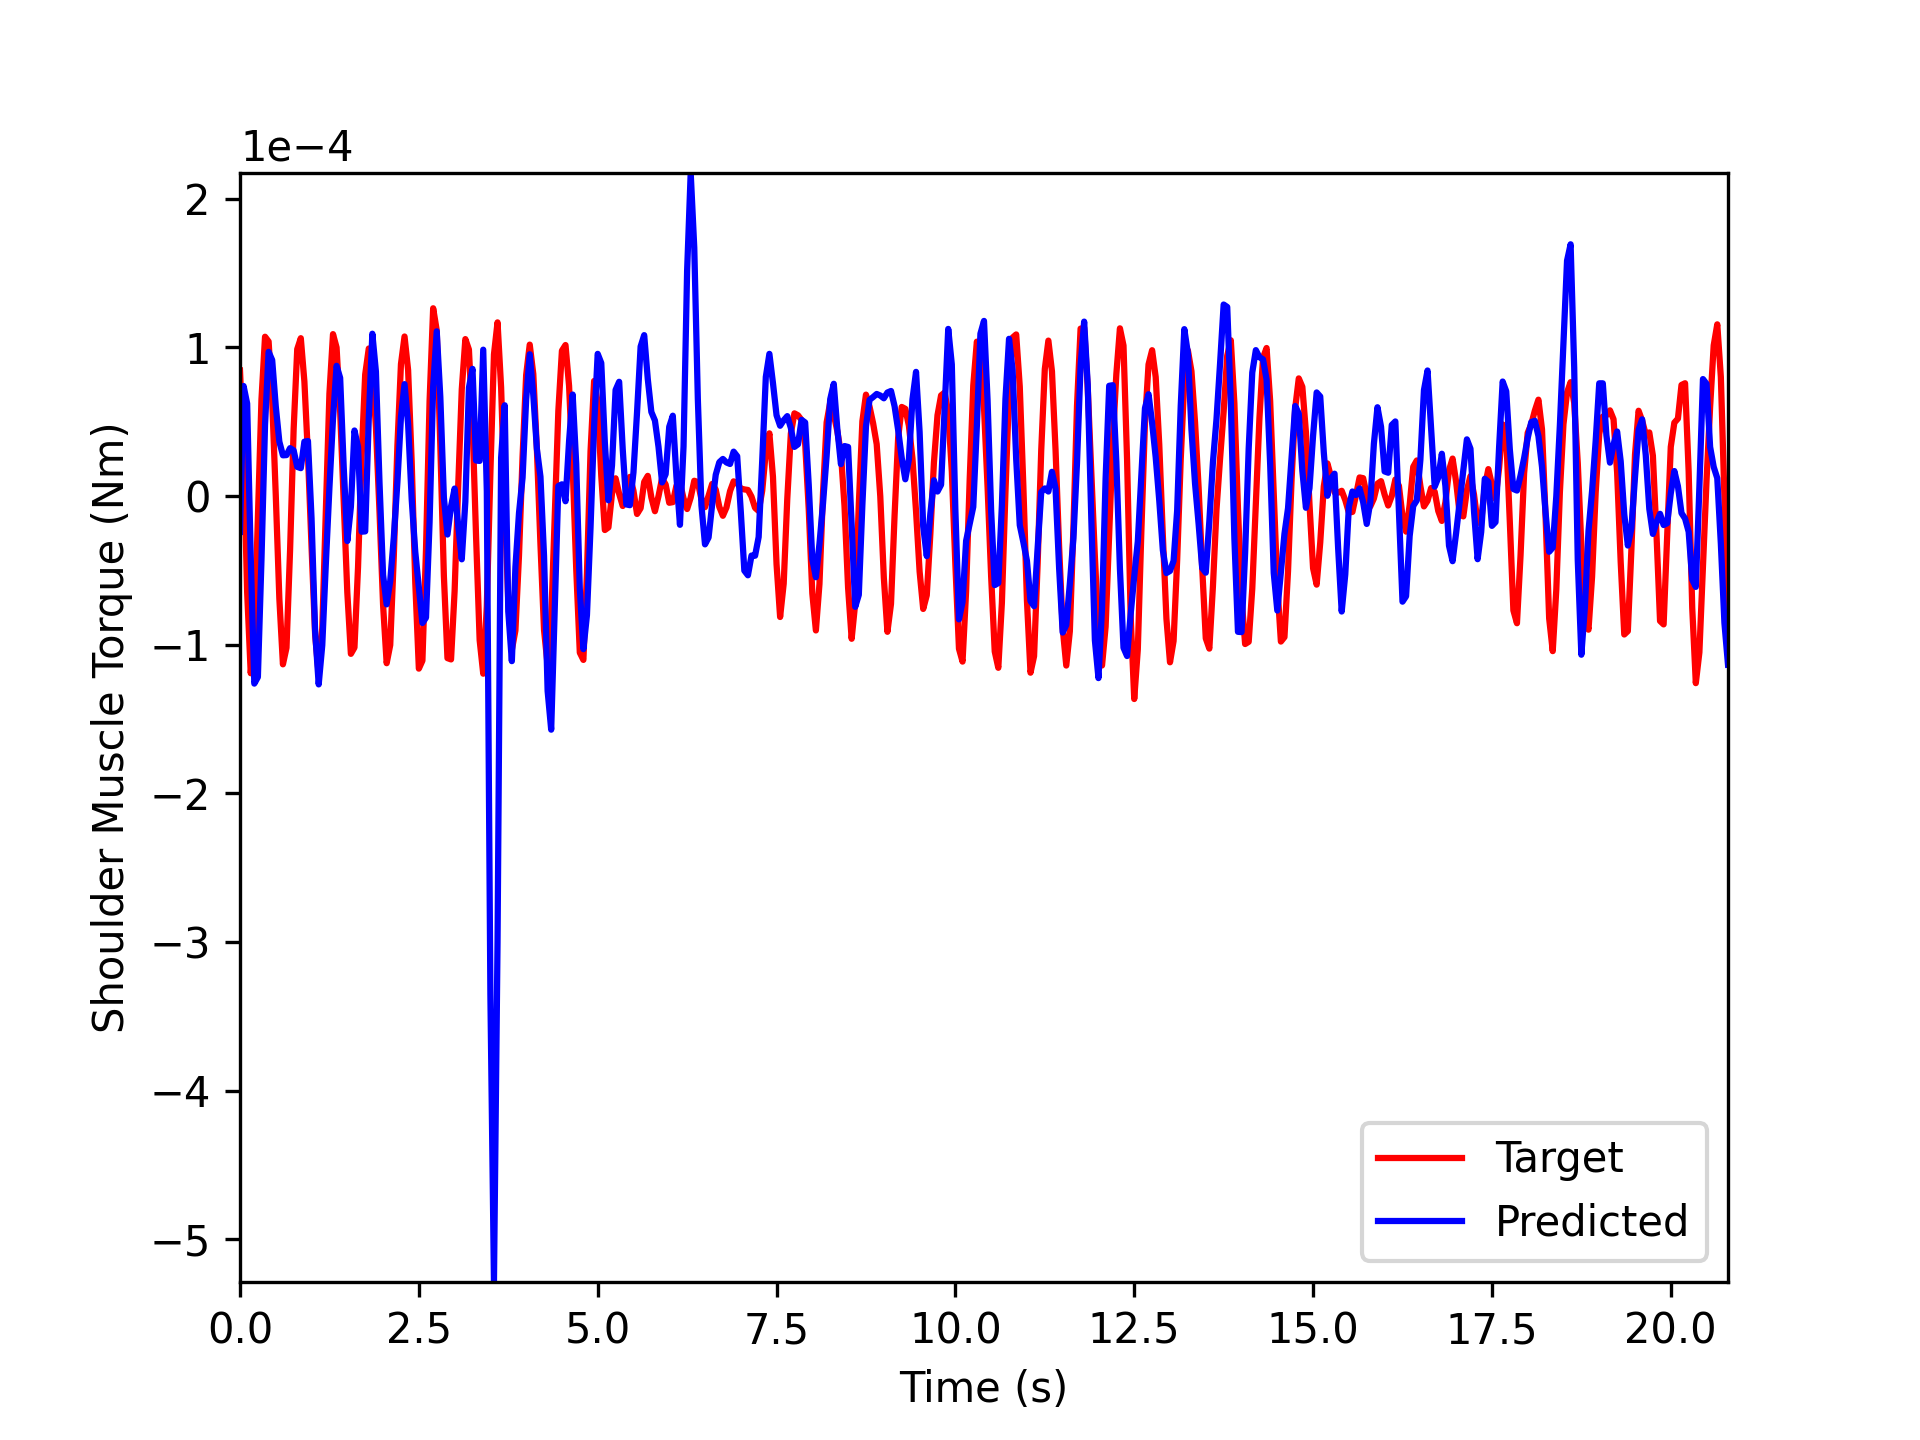 1e−4
2
1
0
−1
−2
−3
−4
−5
Shoulder Muscle Torque (Nm)
Target
Predicted
0.0 2.5 5.0 7.5 10.0 12.5 15.0 17.5 20.0
Time (s)